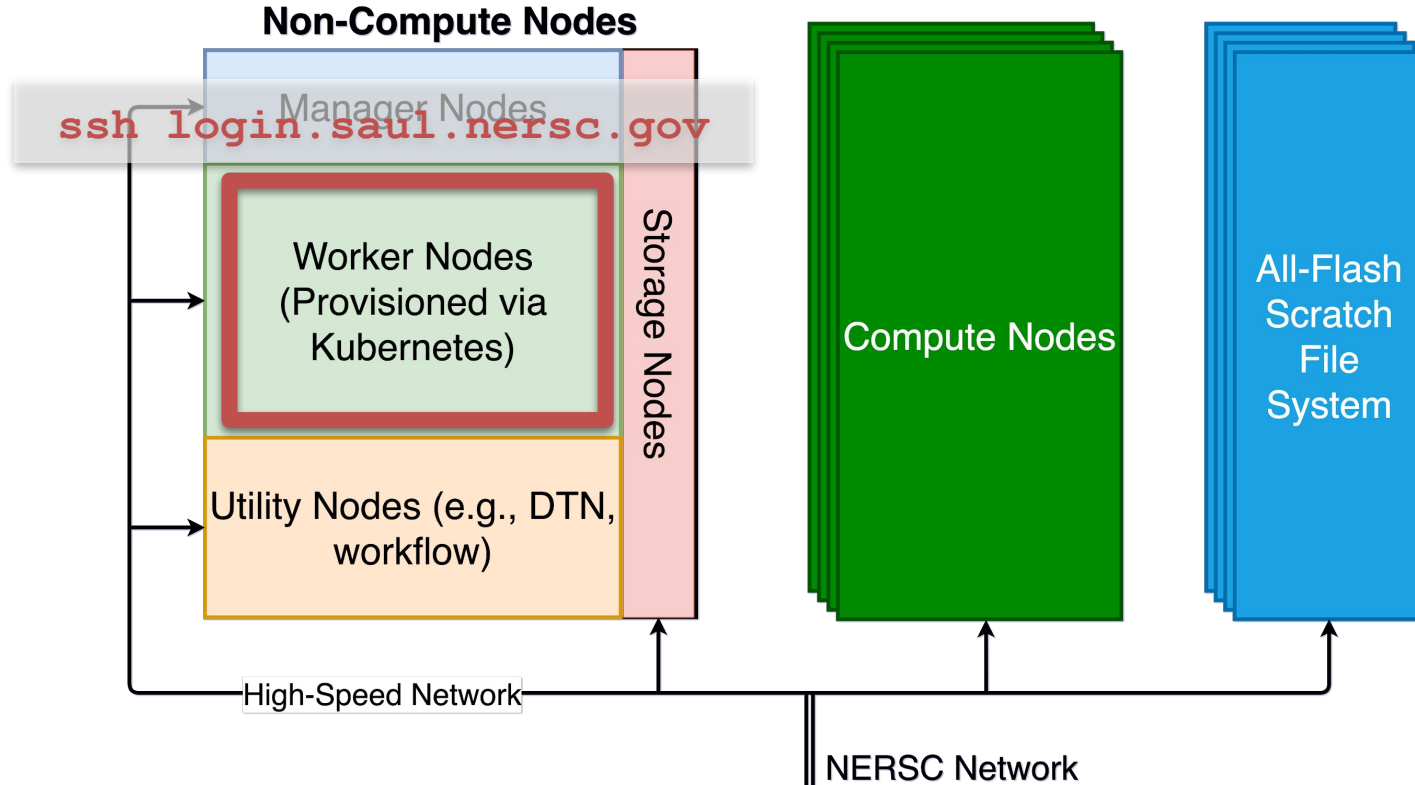 Non-Compute Nodes
Manager Nodes
ssh login.saul.nersc.gov
Worker Nodes
(Provisioned via
Kubernetes)
Storage Nodes
Utility Nodes (e.g., DTN,
workflow)
Compute Nodes
All-Flash
Scratch
File
System
High-Speed Network
NERSC Network